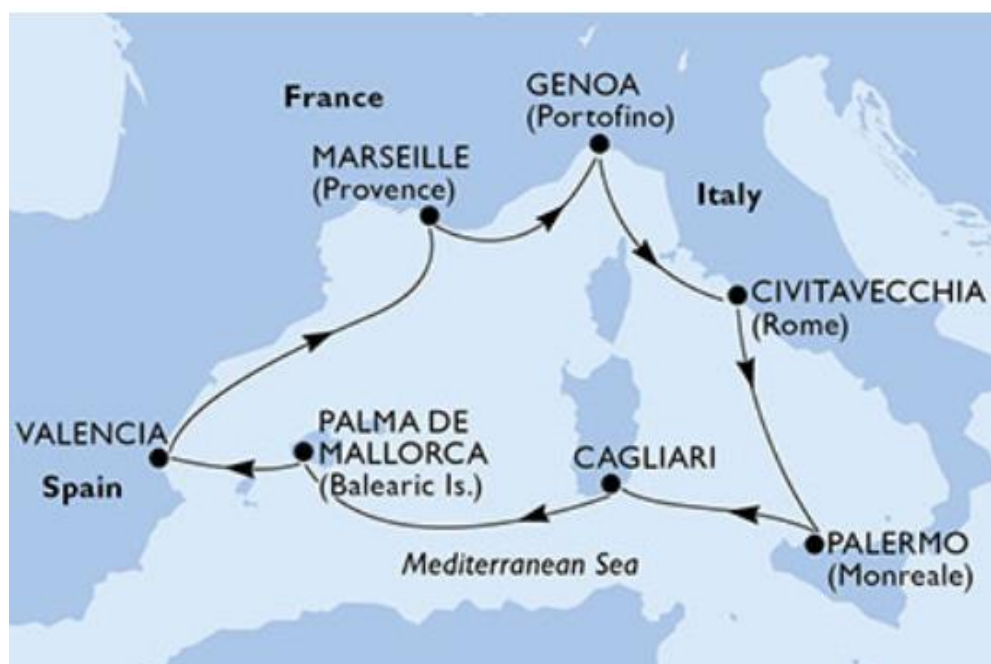 France
GENOA
(Portofino)
MARSEILLE
(Provence)
Italy
CIVITAVECCHIA
(Rome)
VALENCIA
Spain
PALMA DE
MALLORCA
(Balearic Is.)
CAGLIARI
PALERMO
(Monreale)
Mediterranean Sea